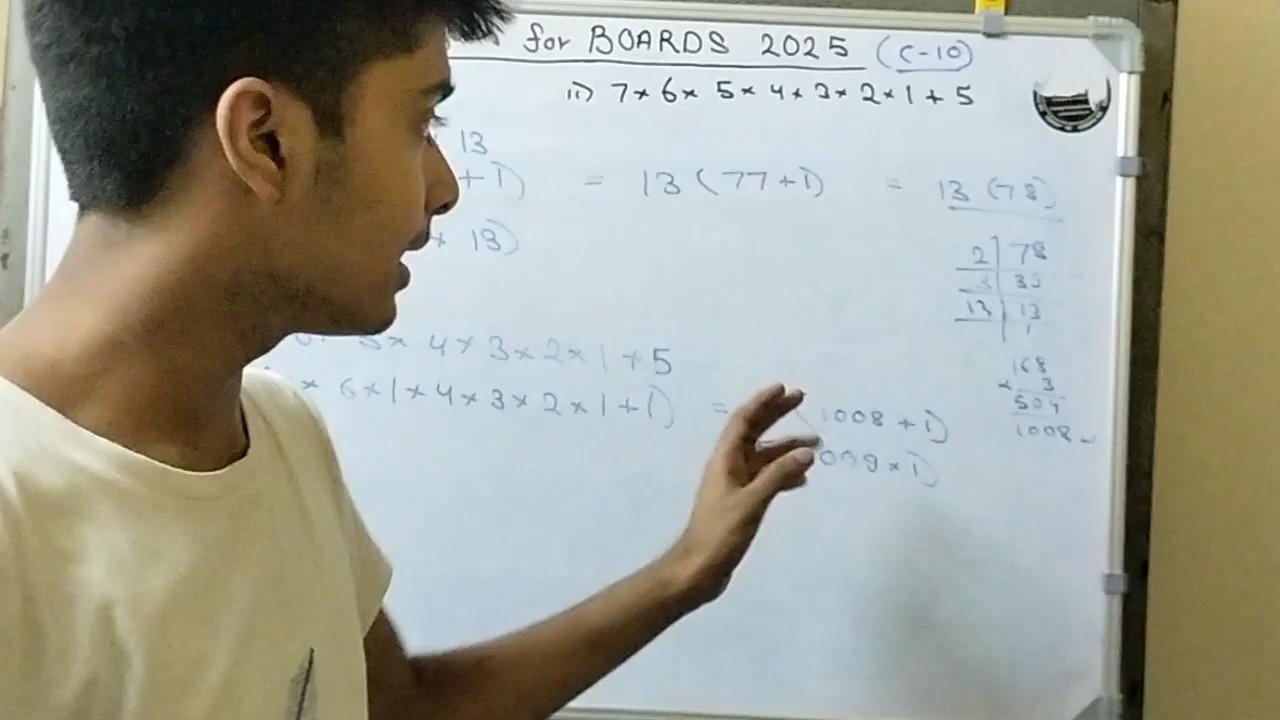 for BOARDS 2025 (C-10)
ii) 7 × 6 × 5 × 4 × 3 × 2 × 1 + 5
13
+ 1) = 13 (77 + 1) = 13 (78)
× 13)
2 | 78
3 | 39
13 | 13
1
5 × 4 × 3 × 2 × 1 + 5
× 6 × 1 × 4 × 3 × 2 × 1 + 1) = (1008 + 1)
009 × 1)
168
× 3
504
1008